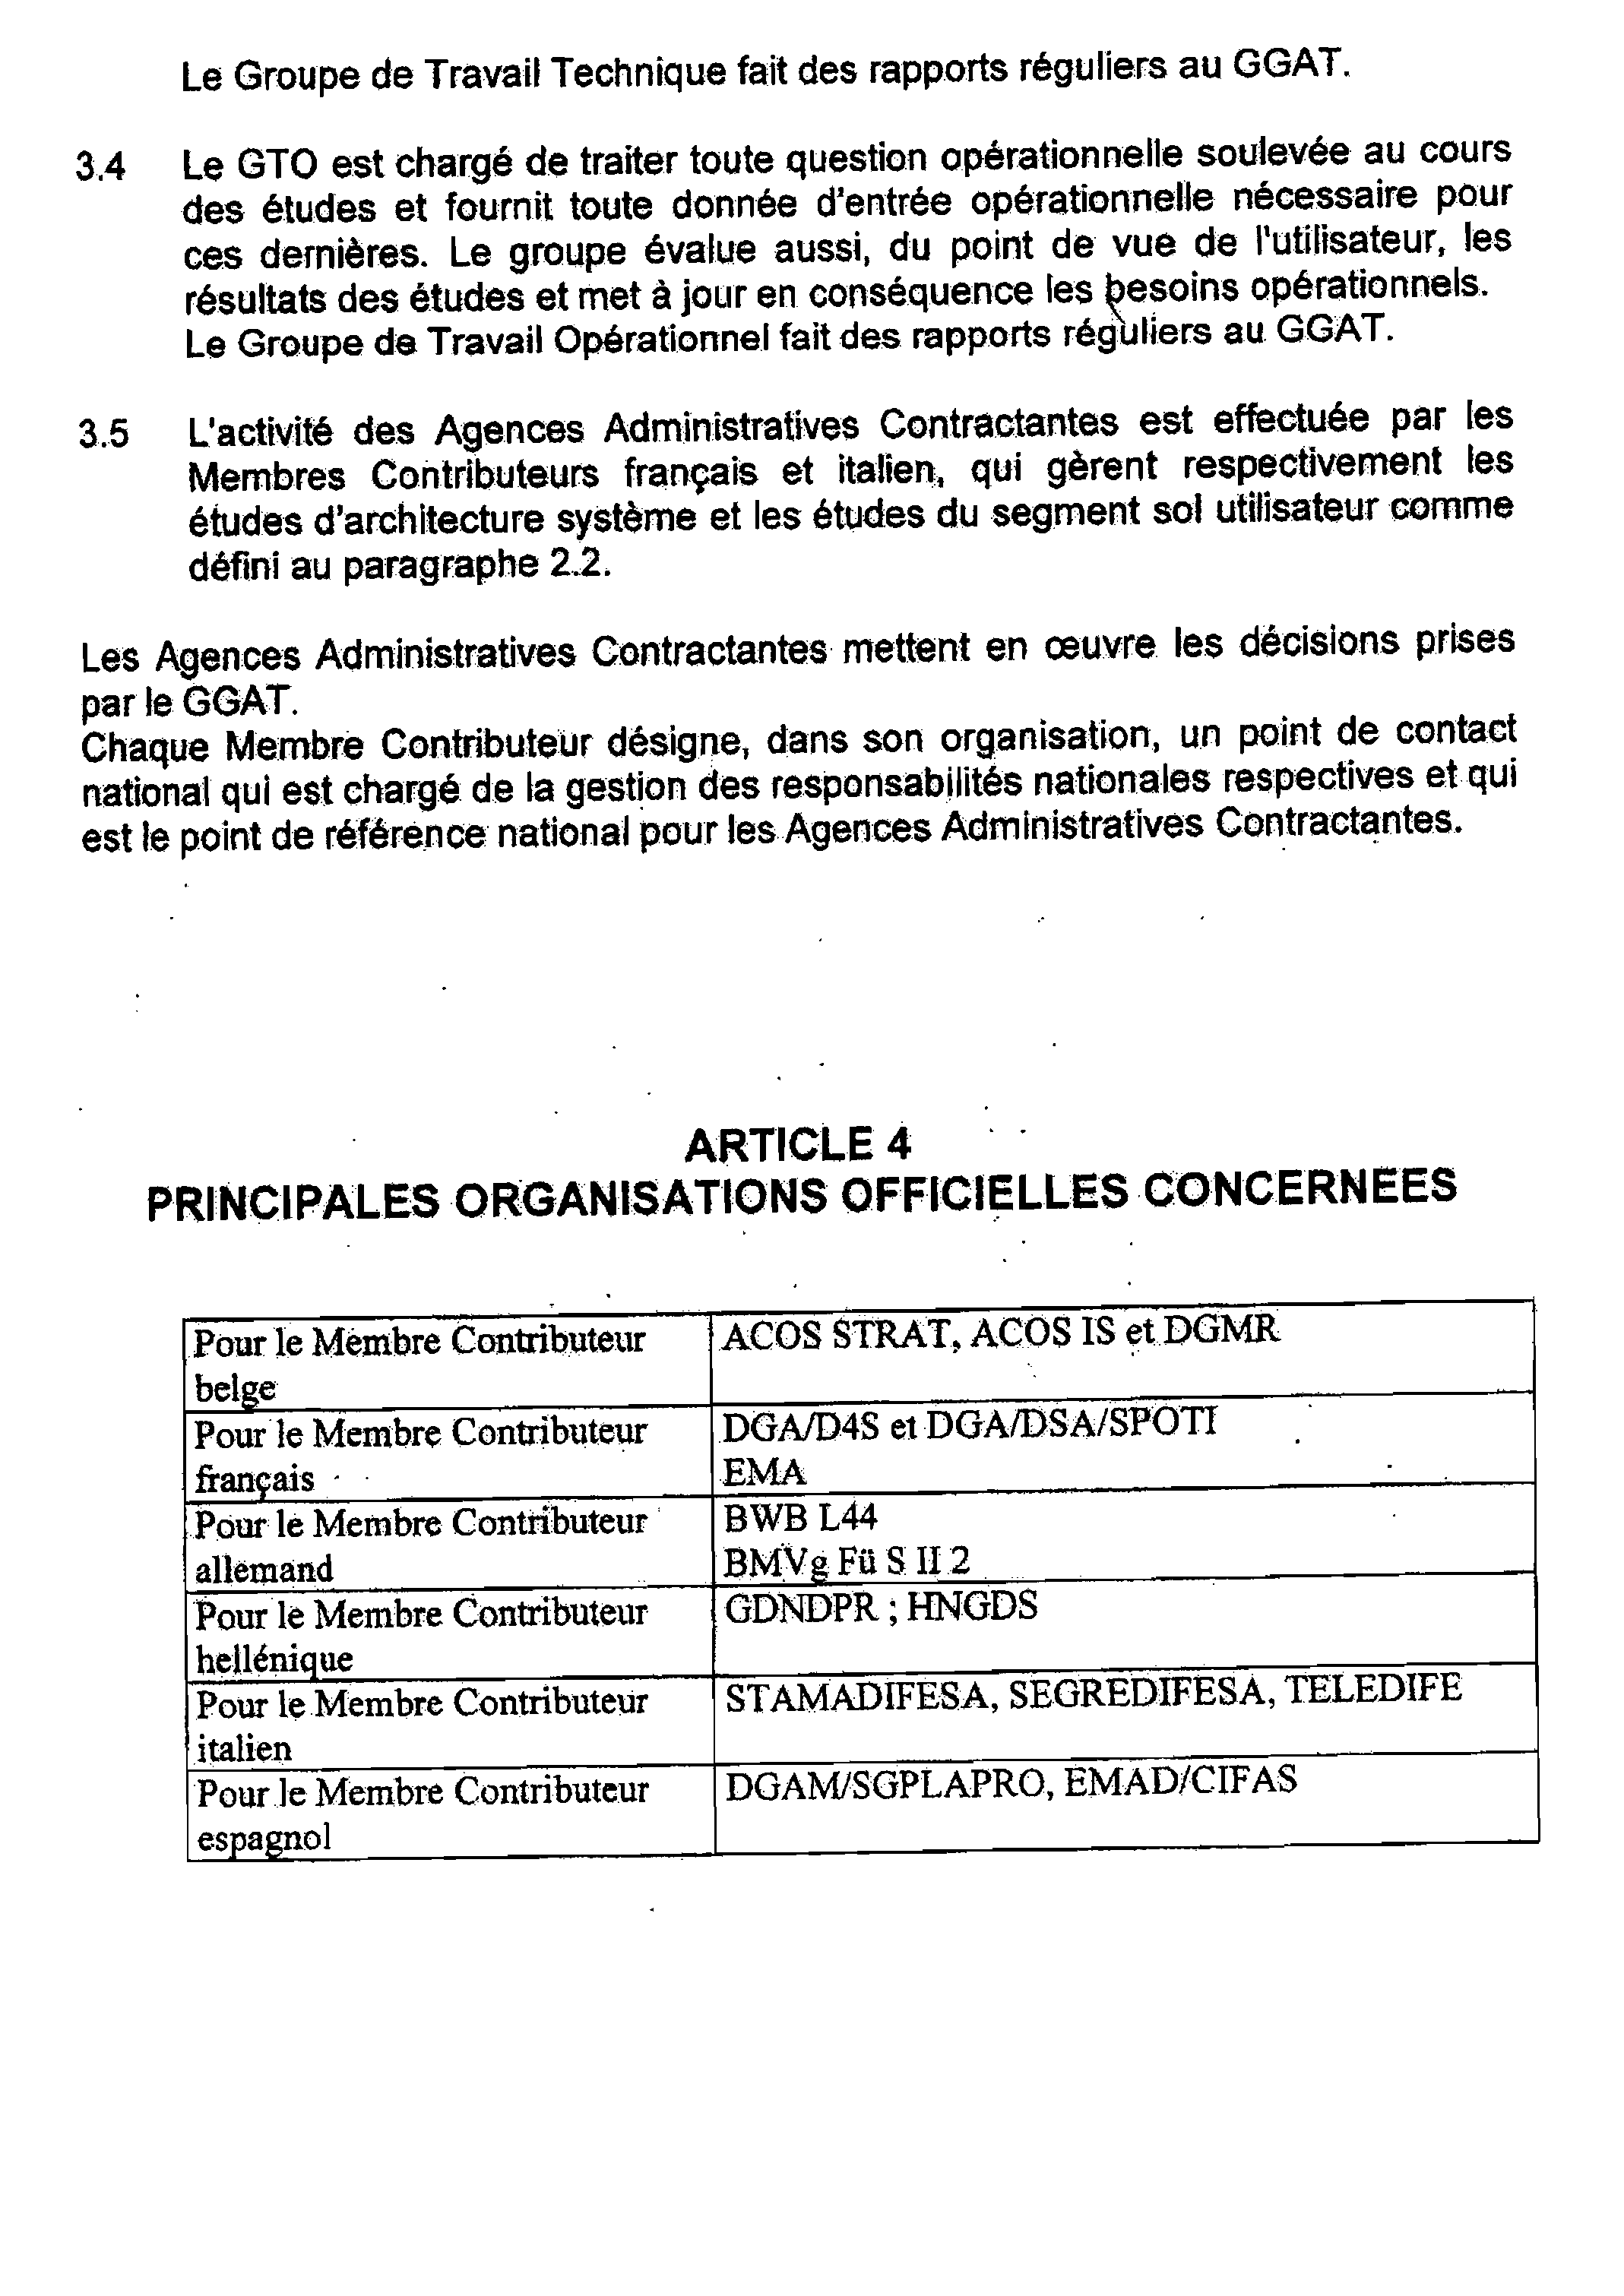 Le Groupe de Travail Technique fait des rapports réguliers au GGAT.
3.4 Le GTO est chargé de traiter toute question opérationnelle soulevée au cours
des études et fournit toute donnée d'entrée opérationnelle nécessaire pour
ces dernières. Le groupe évalue aussi, du point de vue de l'utilisateur, les
résultats des études et met à jour en conséquence les besoins opérationnels.
Le Groupe de Travail Opérationnel fait des rapports réguliers au GGAT.
3.5 L'activité des Agences Administratives Contractantes est effectuée par les
Membres Contributeurs français et italien, qui gèrent respectivement les
études d'architecture système et les études du segment sol utilisateur comme
défini au paragraphe 2.2.
Les Agences Administratives Contractantes mettent en œuvre les décisions prises
par le GGAT.
Chaque Membre Contributeur désigne, dans son organisation, un point de contact
national qui est chargé de la gestion des responsabilités nationales respectives et qui
est le point de référence national pour les Agences Administratives Contractantes.
ARTICLE 4
PRINCIPALES ORGANISATIONS OFFICIELLES CONCERNEES
Pour le Membre Contributeur ACOS STRAT, ACOS IS et DGMR
belge
Pour le Membre Contributeur DGA/D4S et DGA/DSA/SPOTI
français EMA
Pour le Membre Contributeur BWB L44
allemand BMVg Fü S II 2
Pour le Membre Contributeur GDNDPR ; HNGDS
hellénique
Pour le Membre Contributeur STAMADIFESA, SEGREDIFESA, TELEDIFE
italien
Pour le Membre Contributeur DGAM/SGPLAPRO, EMAD/CIFAS
espagnol